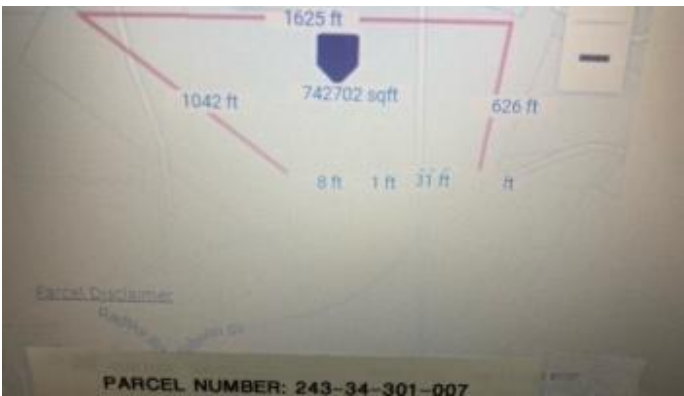 1625 ft
742702 sqft
1042 ft
626 ft
8 ft 1 ft 31 ft ft
Parcel Disclaimer
PARCEL NUMBER: 243-34-301-007